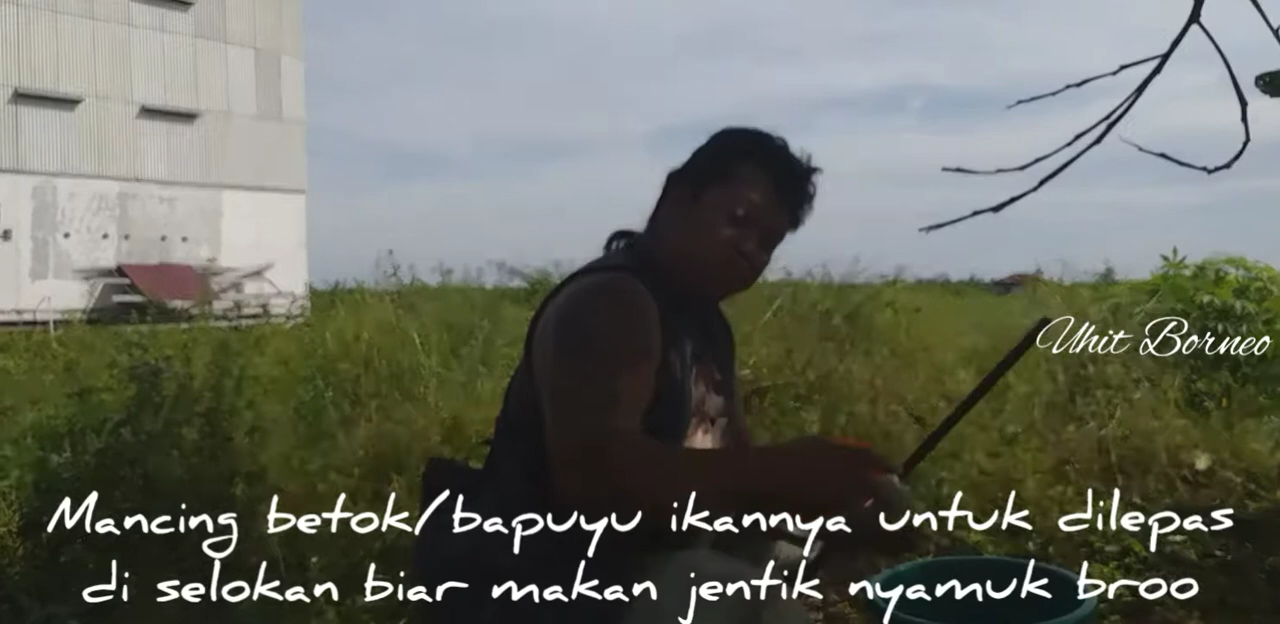 Uhit Borneo
Mancing betok/bapuyu ikannya untuk dilepas
di selokan biar makan jentik nyamuk broo